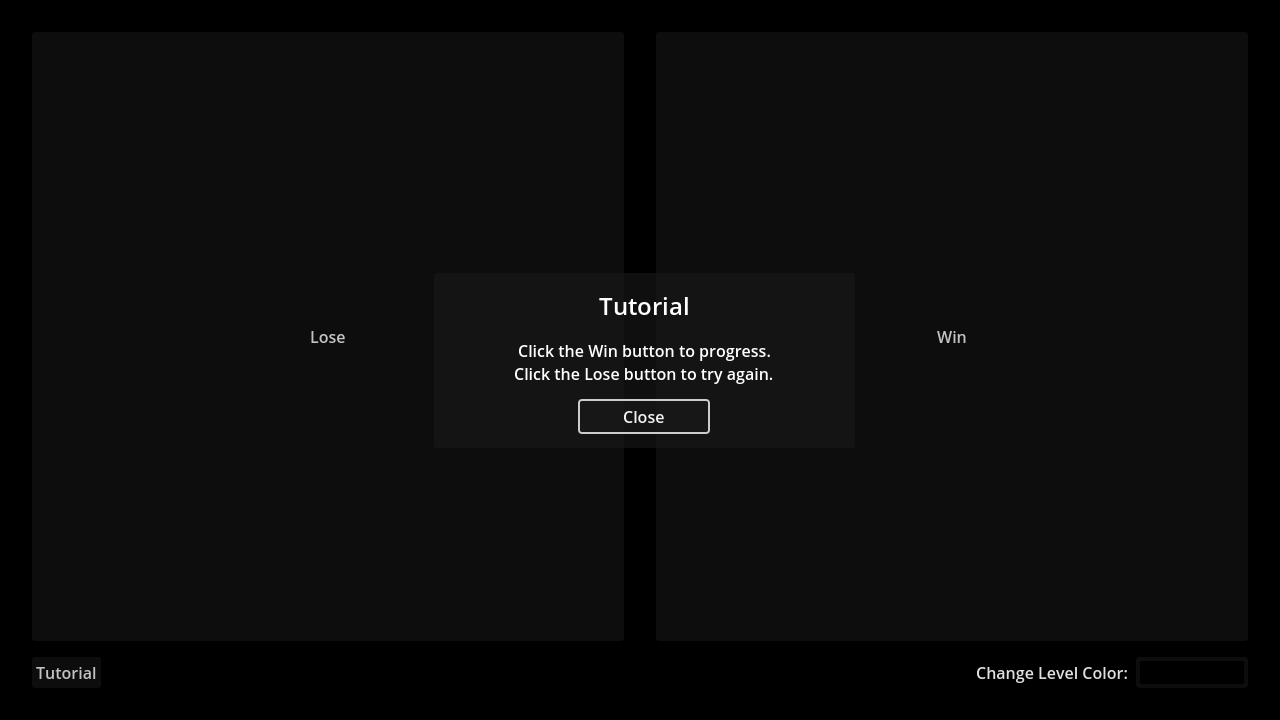 Tutorial
Click the Win button to progress.
Click the Lose button to try again.
Close
Lose
Win
Tutorial
Change Level Color: